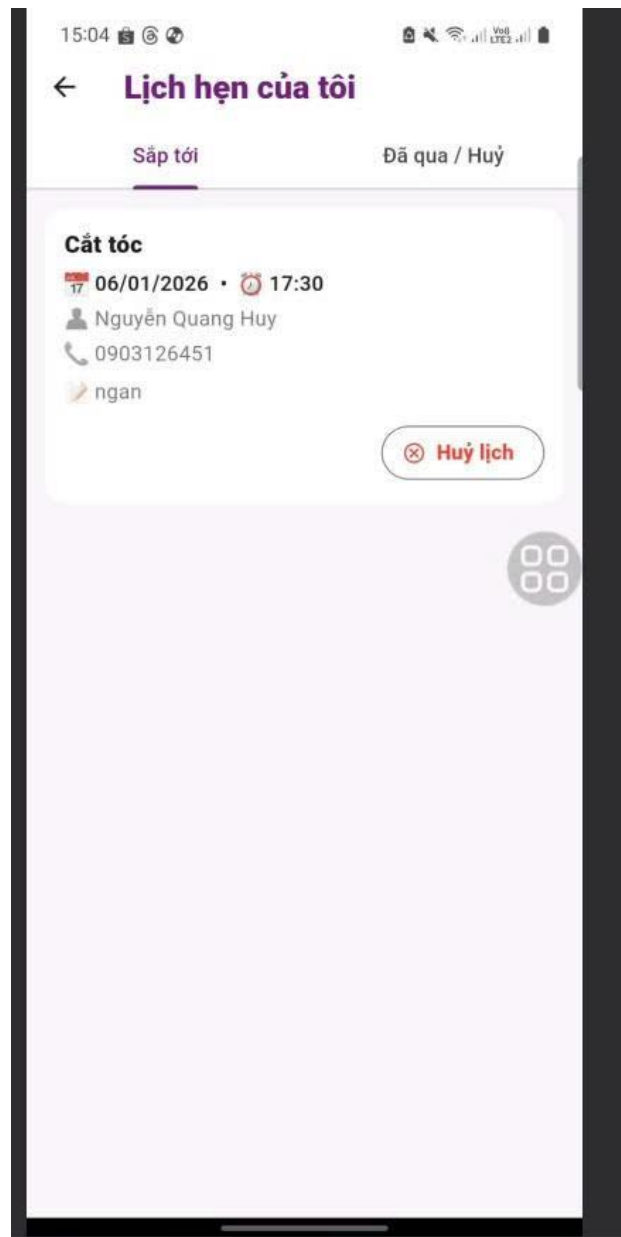 15:04
Lịch hẹn của tôi
Sắp tới
Đã qua / Huỷ
Cắt tóc
06/01/2026 • 17:30
Nguyễn Quang Huy
0903126451
ngan
Huỷ lịch